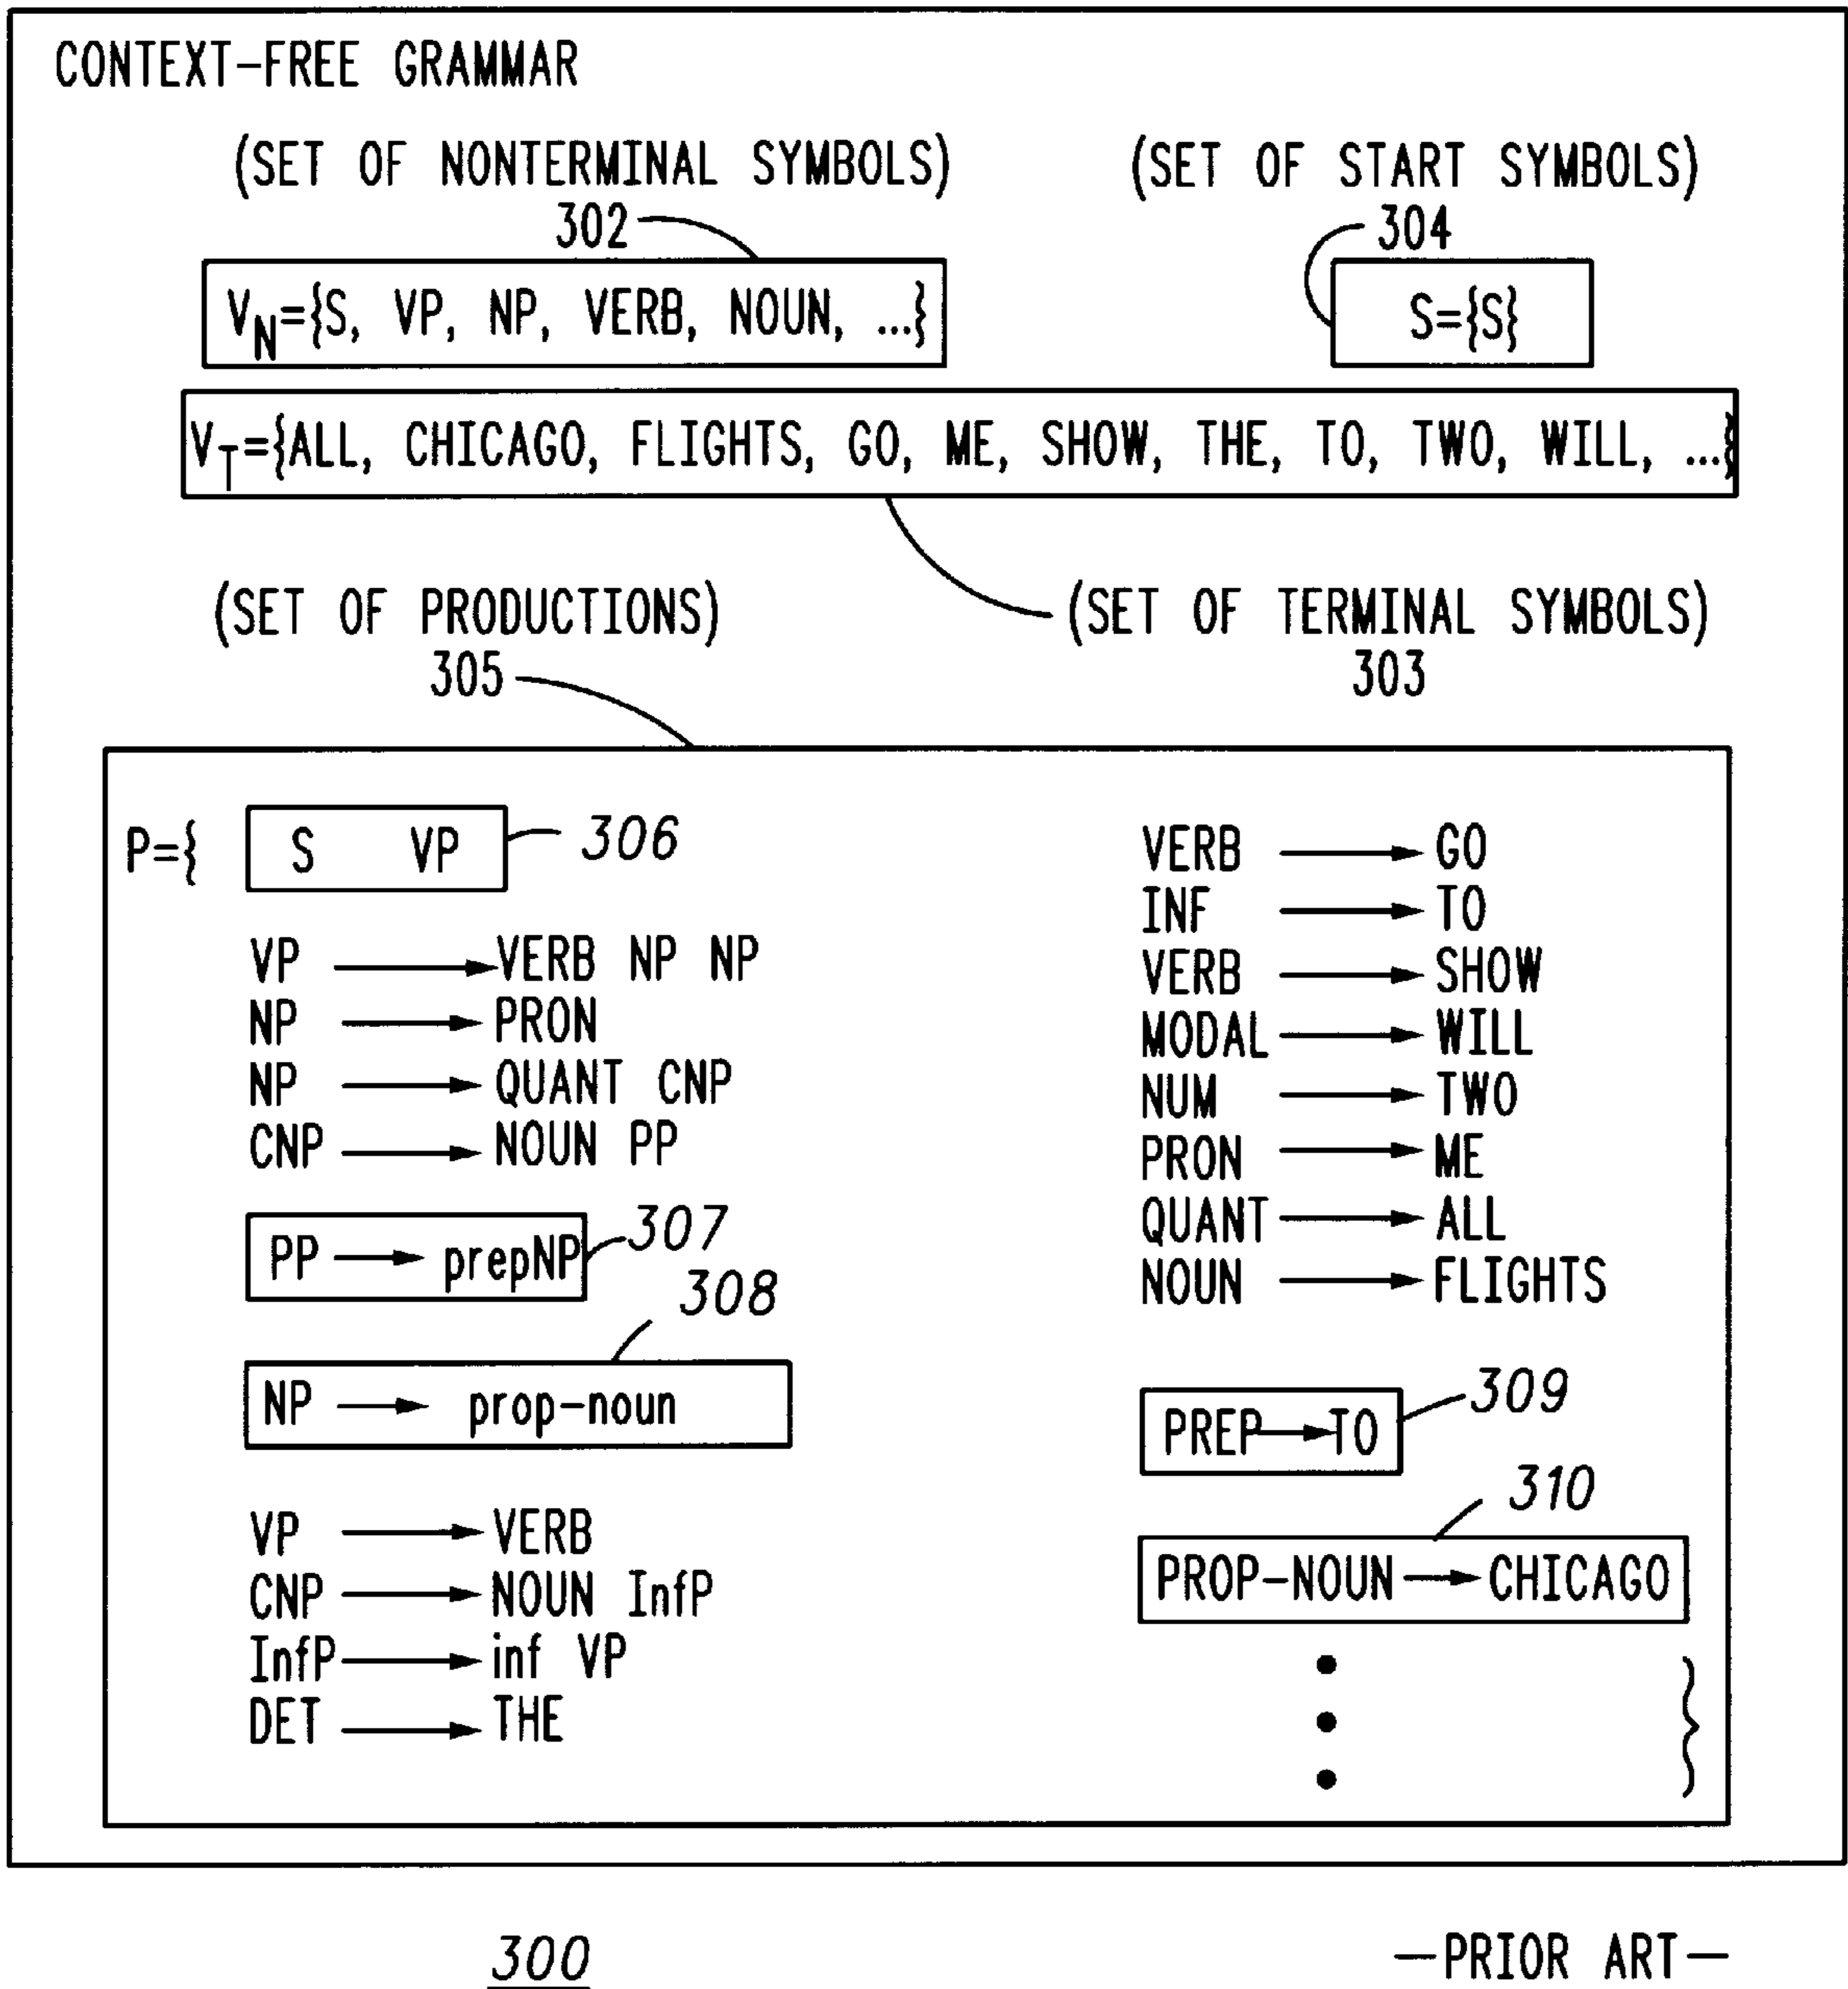 CONTEXT-FREE GRAMMAR
(SET OF NONTERMINAL SYMBOLS)
302
(SET OF START SYMBOLS)
304
V_N={S, VP, NP, VERB, NOUN, ...}
S={S}
V_T={ALL, CHICAGO, FLIGHTS, GO, ME, SHOW, THE, TO, TWO, WILL, ...}
(SET OF PRODUCTIONS)
305
(SET OF TERMINAL SYMBOLS)
303
P={ S VP 306
VP → VERB NP NP
NP → PRON
NP → QUANT CNP
CNP → NOUN PP
PP → prepNP 307
308
NP → prop-noun
VP → VERB
CNP → NOUN InfP
InfP → inf VP
DET → THE
VERB → GO
INF → TO
VERB → SHOW
MODAL → WILL
NUM → TWO
PRON → ME
QUANT → ALL
NOUN → FLIGHTS
309
PREP → TO
310
PROP-NOUN → CHICAGO
}
300
—PRIOR ART—